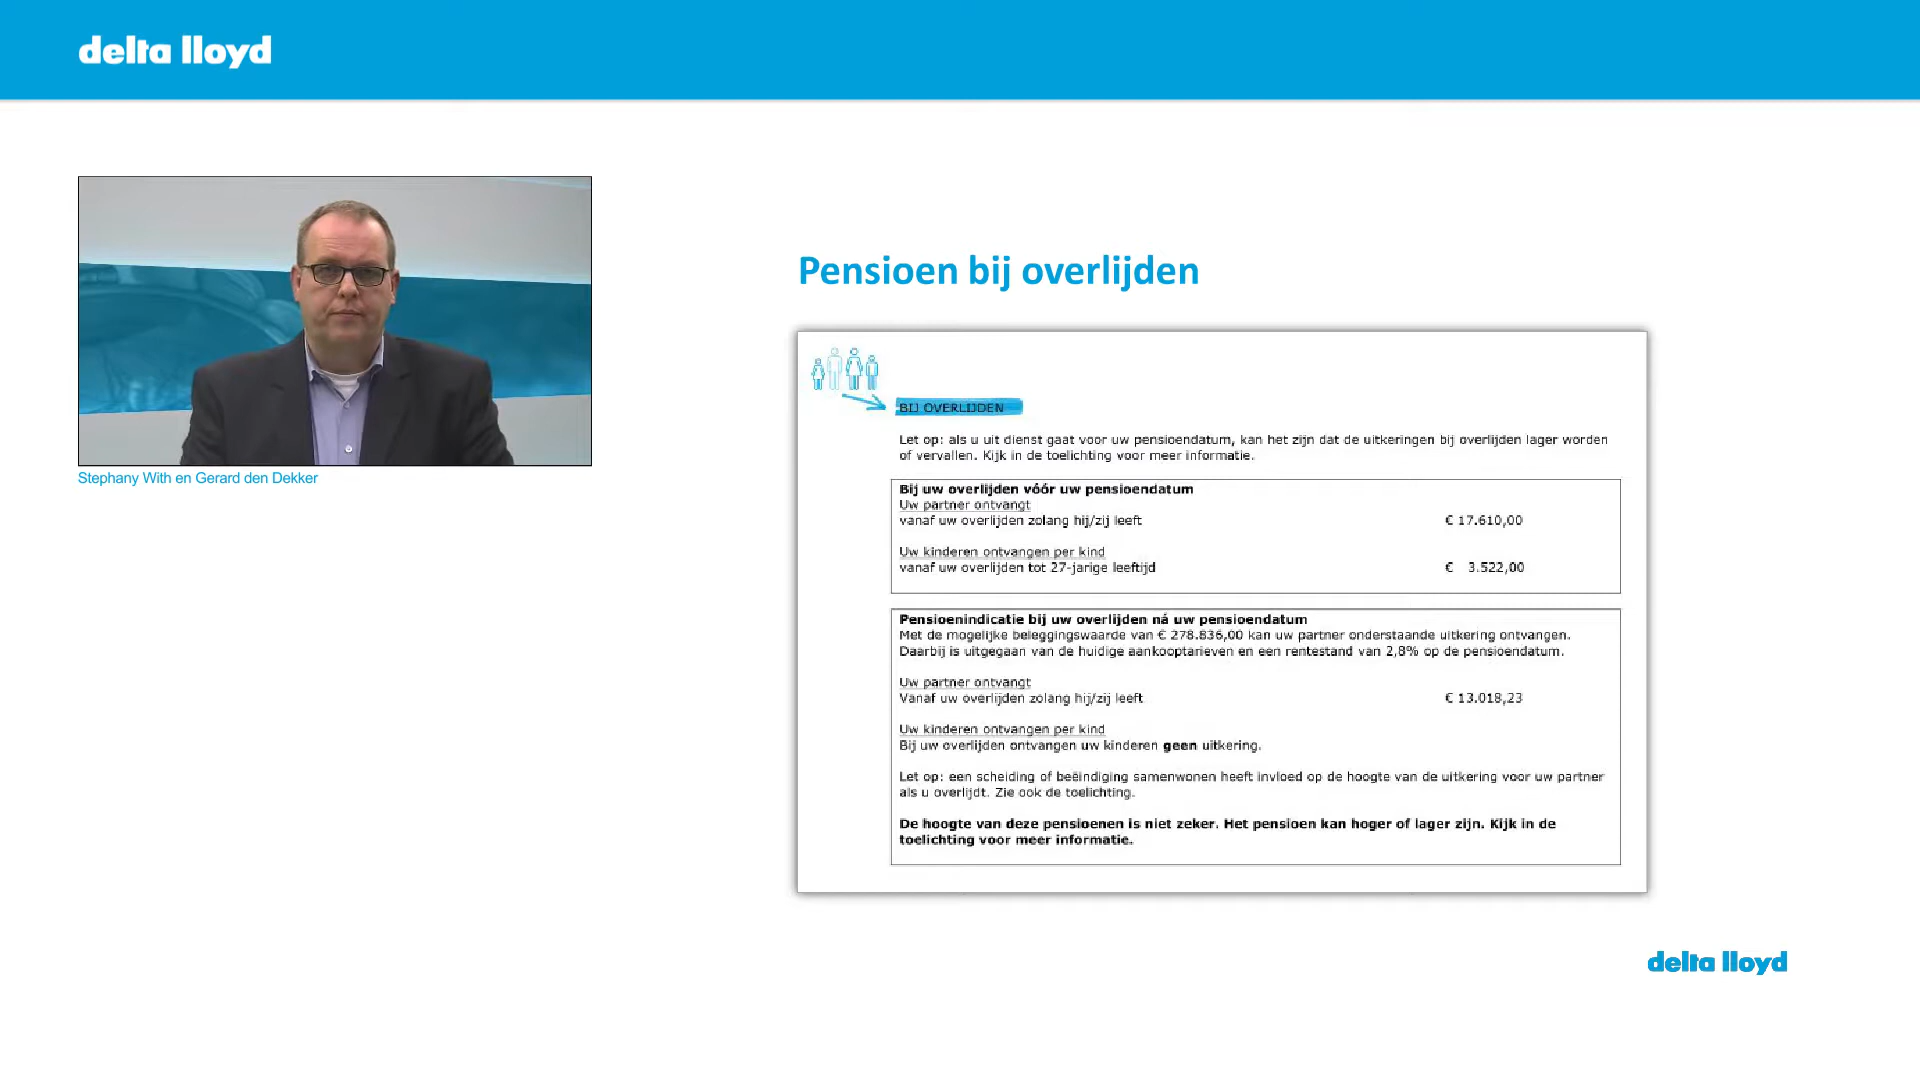 delta lloyd
Stephany With en Gerard den Dekker
Pensioen bij overlijden
BIJ OVERLIJDEN
Let op: als u uit dienst gaat voor uw pensioendatum, kan het zijn dat de uitkeringen bij overlijden lager worden
of vervallen. Kijk in de toelichting voor meer informatie.
Bij uw overlijden vóór uw pensioendatum
Uw partner ontvangt
vanaf uw overlijden zolang hij/zij leeft € 17.610,00
Uw kinderen ontvangen per kind
vanaf uw overlijden tot 27-jarige leeftijd € 3.522,00
Pensioenindicatie bij uw overlijden ná uw pensioendatum
Met de mogelijke beleggingswaarde van € 278.836,00 kan uw partner onderstaande uitkering ontvangen.
Daarbij is uitgegaan van de huidige aankooptarieven en een rentestand van 2,8% op de pensioendatum.
Uw partner ontvangt
Vanaf uw overlijden zolang hij/zij leeft € 13.018,23
Uw kinderen ontvangen per kind
Bij uw overlijden ontvangen uw kinderen geen uitkering.
Let op: een scheiding of beëindiging samenwonen heeft invloed op de hoogte van de uitkering voor uw partner
als u overlijdt. Zie ook de toelichting.
De hoogte van deze pensioenen is niet zeker. Het pensioen kan hoger of lager zijn. Kijk in de
toelichting voor meer informatie.
delta lloyd